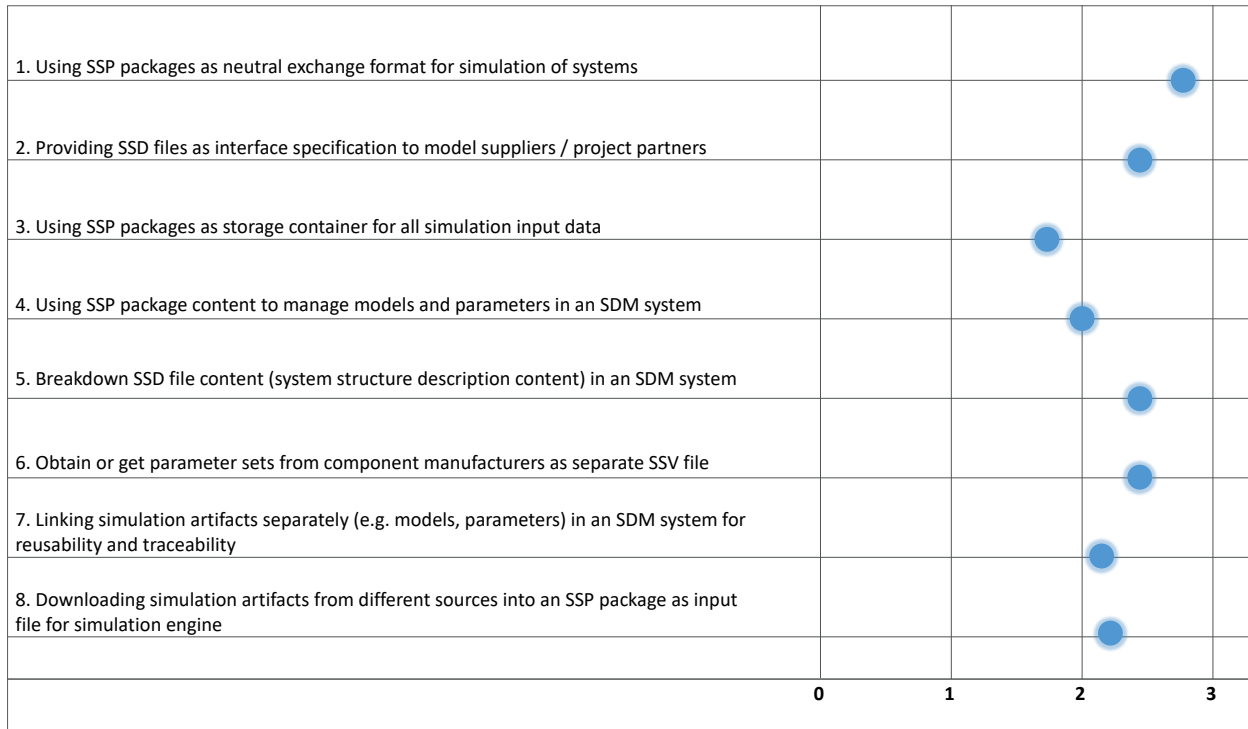 1. Using SSP packages as neutral exchange format for simulation of systems
2. Providing SSD files as interface specification to model suppliers / project partners
3. Using SSP packages as storage container for all simulation input data
4. Using SSP package content to manage models and parameters in an SDM system
5. Breakdown SSD file content (system structure description content) in an SDM system
6. Obtain or get parameter sets from component manufacturers as separate SSV file
7. Linking simulation artifacts separately (e.g. models, parameters) in an SDM system for
reusability and traceability
8. Downloading simulation artifacts from different sources into an SSP package as input
file for simulation engine
0 1 2 3